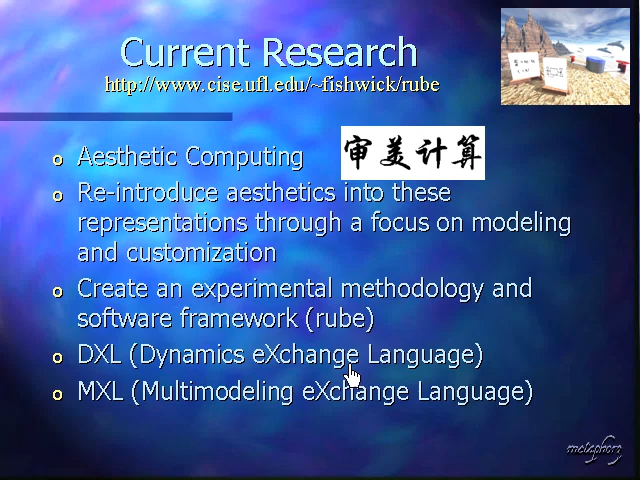 Current Research
http://www.cise.ufl.edu/~fishwick/rube
o Aesthetic Computing
审美计算
o Re-introduce aesthetics into these
representations through a focus on modeling
and customization
o Create an experimental methodology and
software framework (rube)
o DXL (Dynamics eXchange Language)
o MXL (Multimodeling eXchange Language)